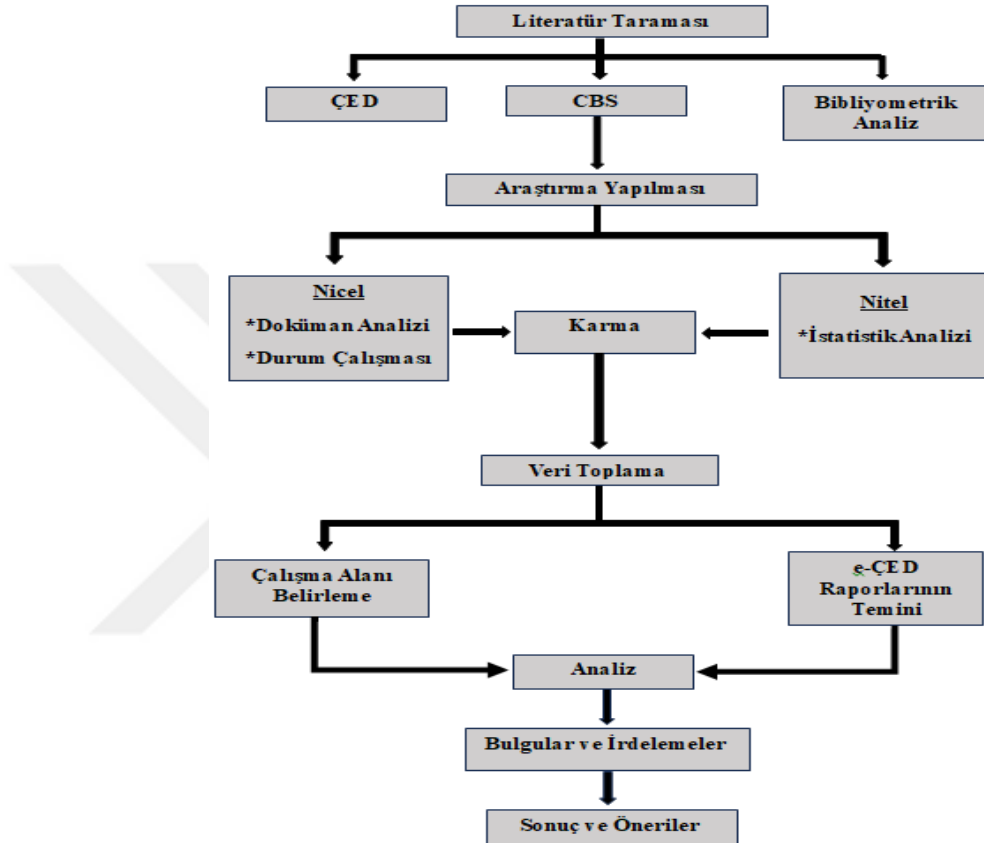 Literatür Taraması
ÇED
CBS
Bibliyometrik
Analiz
Araştırma Yapılması
Nicel
*Doküman Analizi
*Durum Çalışması
Karma
Nitel
*İstatistik Analizi
Veri Toplama
Çalışma Alanı
Belirleme
e-ÇED
Raporlarının
Temini
Analiz
Bulgular ve İrdelemeler
Sonuç ve Öneriler